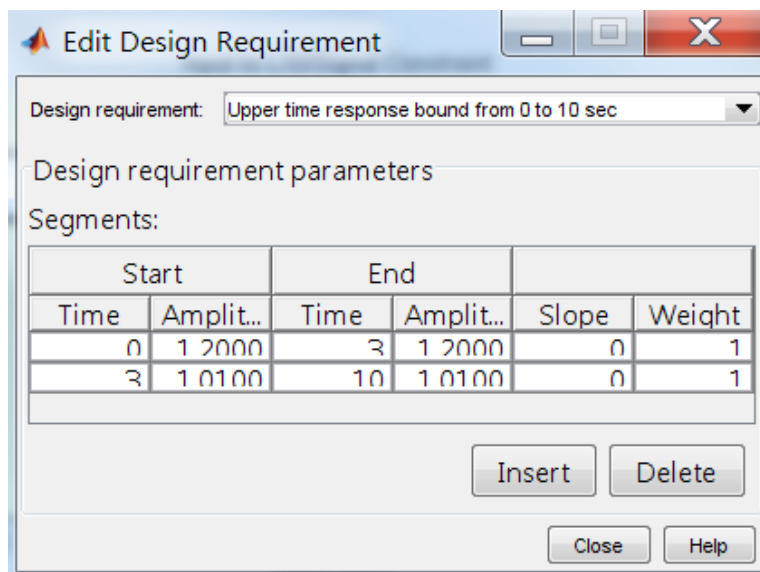 Edit Design Requirement
Design requirement: Upper time response bound from 0 to 10 sec
Design requirement parameters
Segments:
Start End
Time Amplit... Time Amplit... Slope Weight
0 1.2000 3 1.2000 0 1
3 1.0100 10 1.0100 0 1
Insert Delete
Close Help